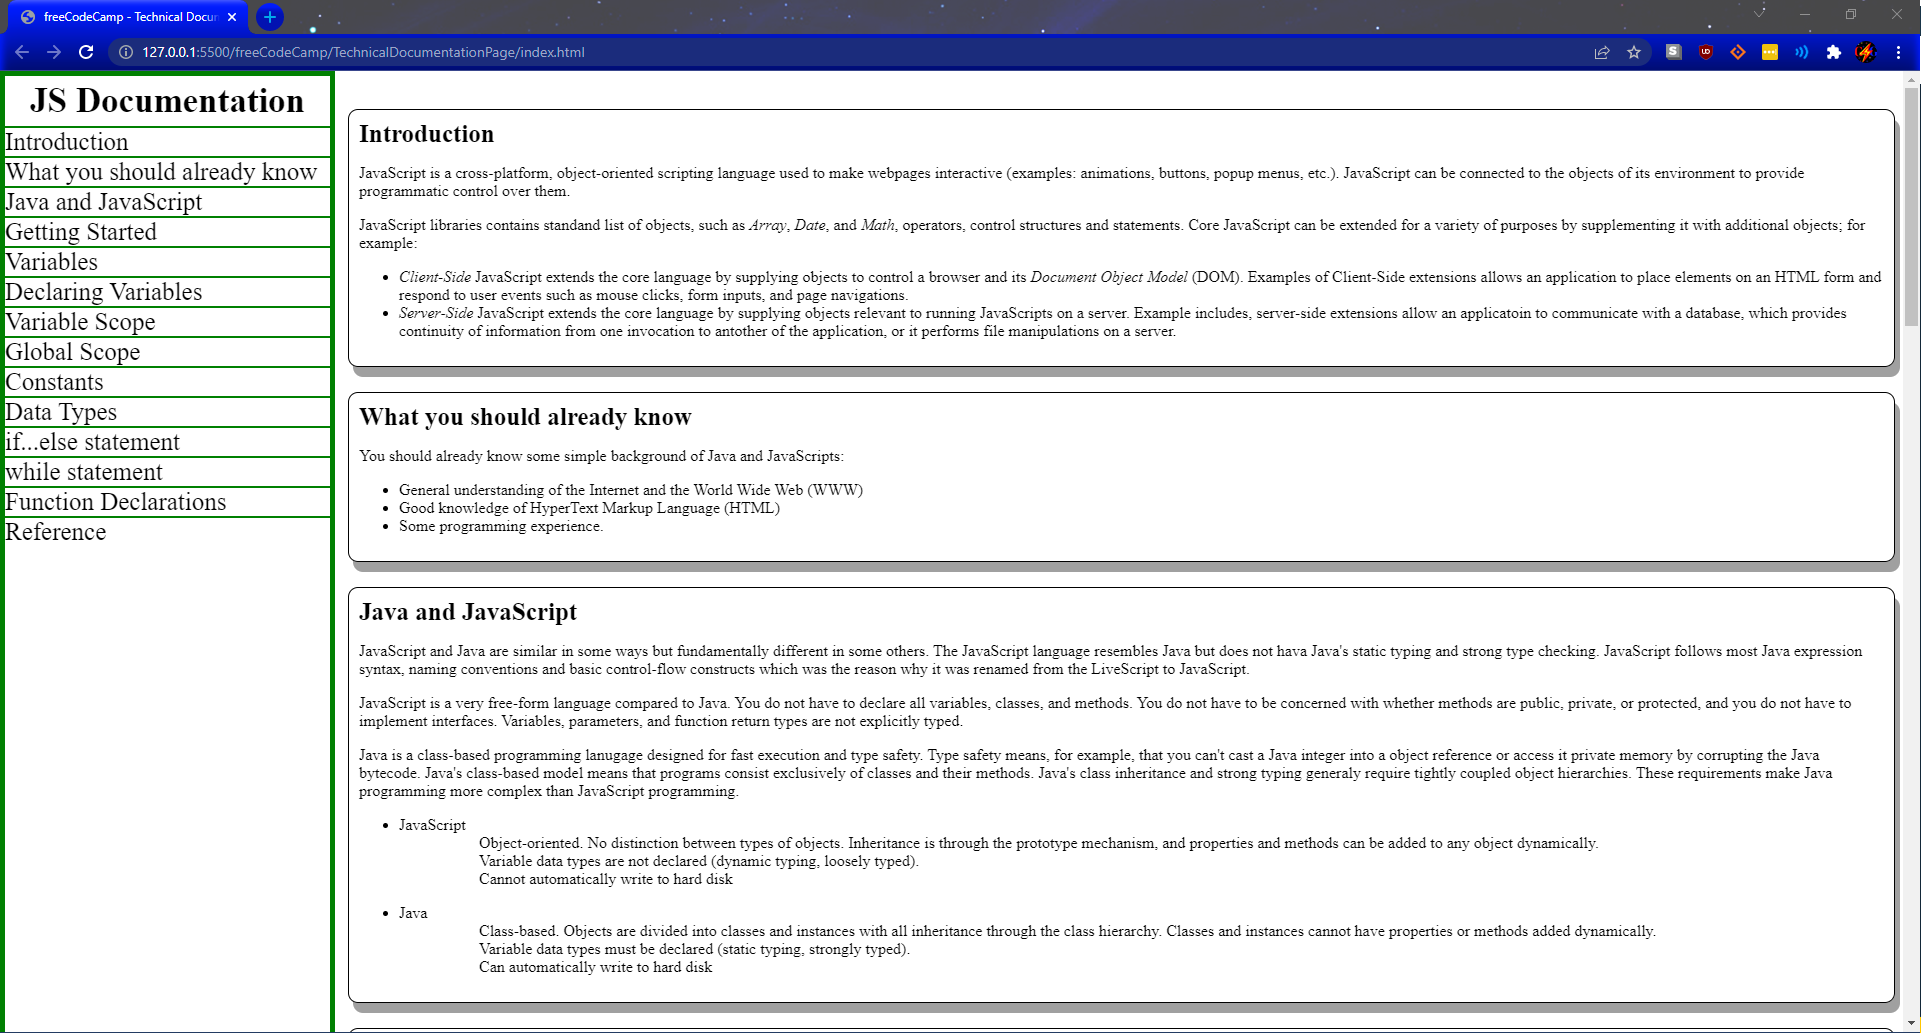 freeCodeCamp - Technical Docun
127.0.0.1:5500/freeCodeCamp/TechnicalDocumentationPage/index.html
JS Documentation
Introduction
What you should already know
Java and JavaScript
Getting Started
Variables
Declaring Variables
Variable Scope
Global Scope
Constants
Data Types
if...else statement
while statement
Function Declarations
Reference
Introduction
JavaScript is a cross-platform, object-oriented scripting language used to make webpages interactive (examples: animations, buttons, popup menus, etc.). JavaScript can be connected to the objects of its environment to provide
programmatic control over them.
JavaScript libraries contains standand list of objects, such as Array, Date, and Math, operators, control structures and statements. Core JavaScript can be extended for a variety of purposes by supplementing it with additional objects; for
example:
• Client-Side JavaScript extends the core language by supplying objects to control a browser and its Document Object Model (DOM). Examples of Client-Side extensions allows an application to place elements on an HTML form and
respond to user events such as mouse clicks, form inputs, and page navigations.
• Server-Side JavaScript extends the core language by supplying objects relevant to running JavaScripts on a server. Example includes, server-side extensions allow an applicatoin to communicate with a database, which provides
continuity of information from one invocation to antother of the application, or it performs file manipulations on a server.
What you should already know
You should already know some simple background of Java and JavaScripts:
• General understanding of the Internet and the World Wide Web (WWW)
• Good knowledge of HyperText Markup Language (HTML)
• Some programming experience.
Java and JavaScript
JavaScript and Java are similar in some ways but fundamentally different in some others. The JavaScript language resembles Java but does not hava Java's static typing and strong type checking. JavaScript follows most Java expression
syntax, naming conventions and basic control-flow constructs which was the reason why it was renamed from the LiveScript to JavaScript.
JavaScript is a very free-form language compared to Java. You do not have to declare all variables, classes, and methods. You do not have to be concerned with whether methods are public, private, or protected, and you do not have to
implement interfaces. Variables, parameters, and function return types are not explicitly typed.
Java is a class-based programming lanugage designed for fast execution and type safety. Type safety means, for example, that you can't cast a Java integer into a object reference or access it private memory by corrupting the Java
bytecode. Java's class-based model means that programs consist exclusively of classes and their methods. Java's class inheritance and strong typing generaly require tightly coupled object hierarchies. These requirements make Java
programming more complex than JavaScript programming.
• JavaScript
Object-oriented. No distinction between types of objects. Inheritance is through the prototype mechanism, and properties and methods can be added to any object dynamically.
Variable data types are not declared (dynamic typing, loosely typed).
Cannot automatically write to hard disk
• Java
Class-based. Objects are divided into classes and instances with all inheritance through the class hierarchy. Classes and instances cannot have properties or methods added dynamically.
Variable data types must be declared (static typing, strongly typed).
Can automatically write to hard disk